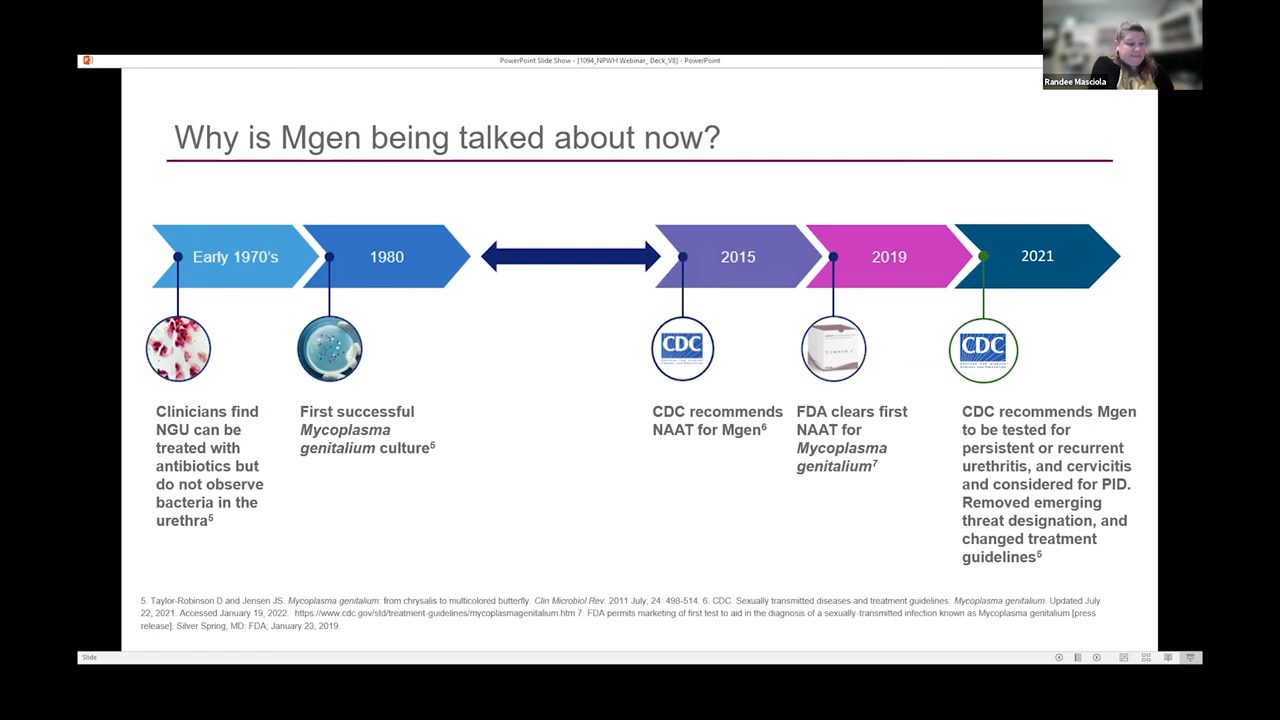 PowerPoint Slide Show - [1094_NPWH Webinar_ Deck_V8] - PowerPoint
Randee Masciola
Why is Mgen being talked about now?
Early 1970's
1980
2015
2019
2021
CDC
CDC
Clinicians find
NGU can be
treated with
antibiotics but
do not observe
bacteria in the
urethra5
First successful
Mycoplasma
genitalium culture5
CDC recommends
NAAT for Mgen6
FDA clears first
NAAT for
Mycoplasma
genitalium7
CDC recommends Mgen
to be tested for
persistent or recurrent
urethritis, and cervicitis
and considered for PID.
Removed emerging
threat designation, and
changed treatment
guidelines5
5. Taylor-Robinson D and Jensen JS. Mycoplasma genitalium: from chrysalis to multicolored butterfly. Clin Microbiol Rev. 2011 July; 24: 498-514. 6. CDC. Sexually transmitted diseases and treatment guidelines: Mycoplasma genitalium. Updated July
22, 2021. Accessed January 19, 2022. https://www.cdc.gov/std/treatment-guidelines/mycoplasmagenitalium.htm 7. FDA permits marketing of first test to aid in the diagnosis of a sexually-transmitted infection known as Mycoplasma genitalium [press
release]. Silver Spring, MD: FDA; January 23, 2019.
Slide